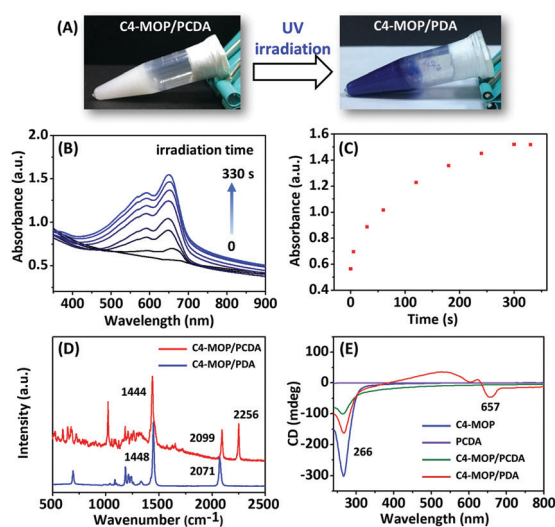 (A)
C4-MOP/PCDA
UV
irradiation
C4-MOP/PDA
(B)
irradiation time
330 s
0
Absorbance (a.u.)
2.0
1.5
1.0
0.5
400 500 600 700 800 900
Wavelength (nm)
(C)
Absorbance (a.u.)
1.6
1.4
1.2
1.0
0.8
0.6
0.4
0 100 200 300
Time (s)
(D)
C4-MOP/PCDA
C4-MOP/PDA
1444
2256
2099
1448
2071
Intensity (a.u.)
500 1000 1500 2000 2500
Wavenumber (cm-1)
(E)
CD (mdeg)
100
0
-100
-200
-300
657
266
C4-MOP
PCDA
C4-MOP/PCDA
C4-MOP/PDA
300 400 500 600 700 800
Wavelength (nm)